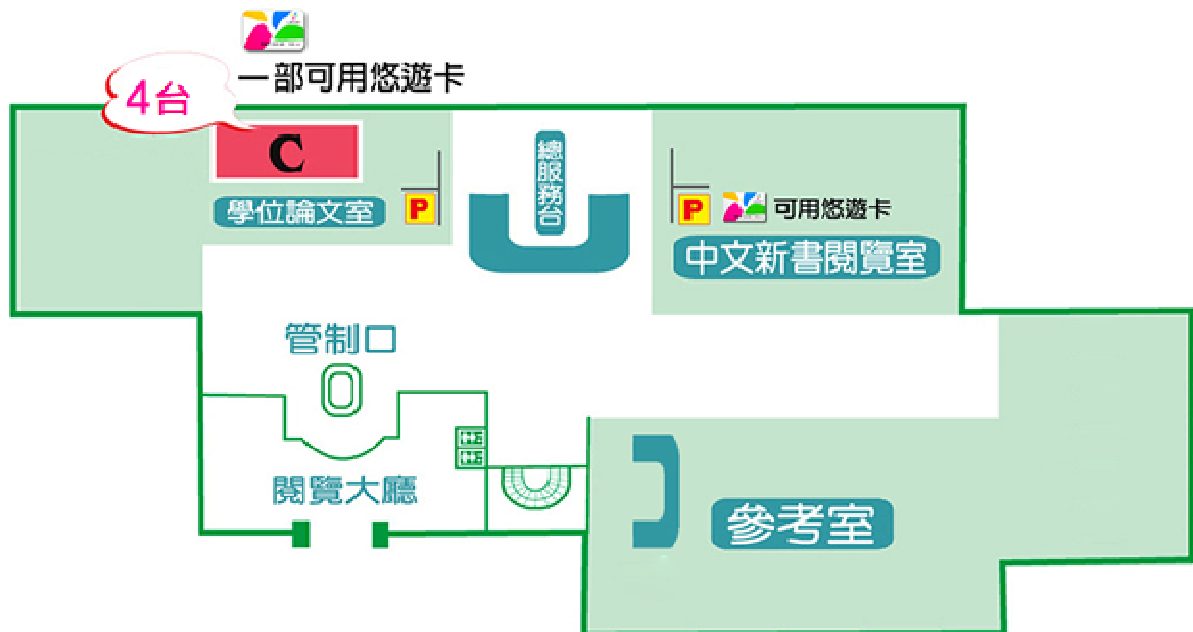 一部可用悠遊卡
4台
C
學位論文室
P
總服務台
P
可用悠遊卡
中文新書閱覽室
管制口
閱覽大廳
參考室